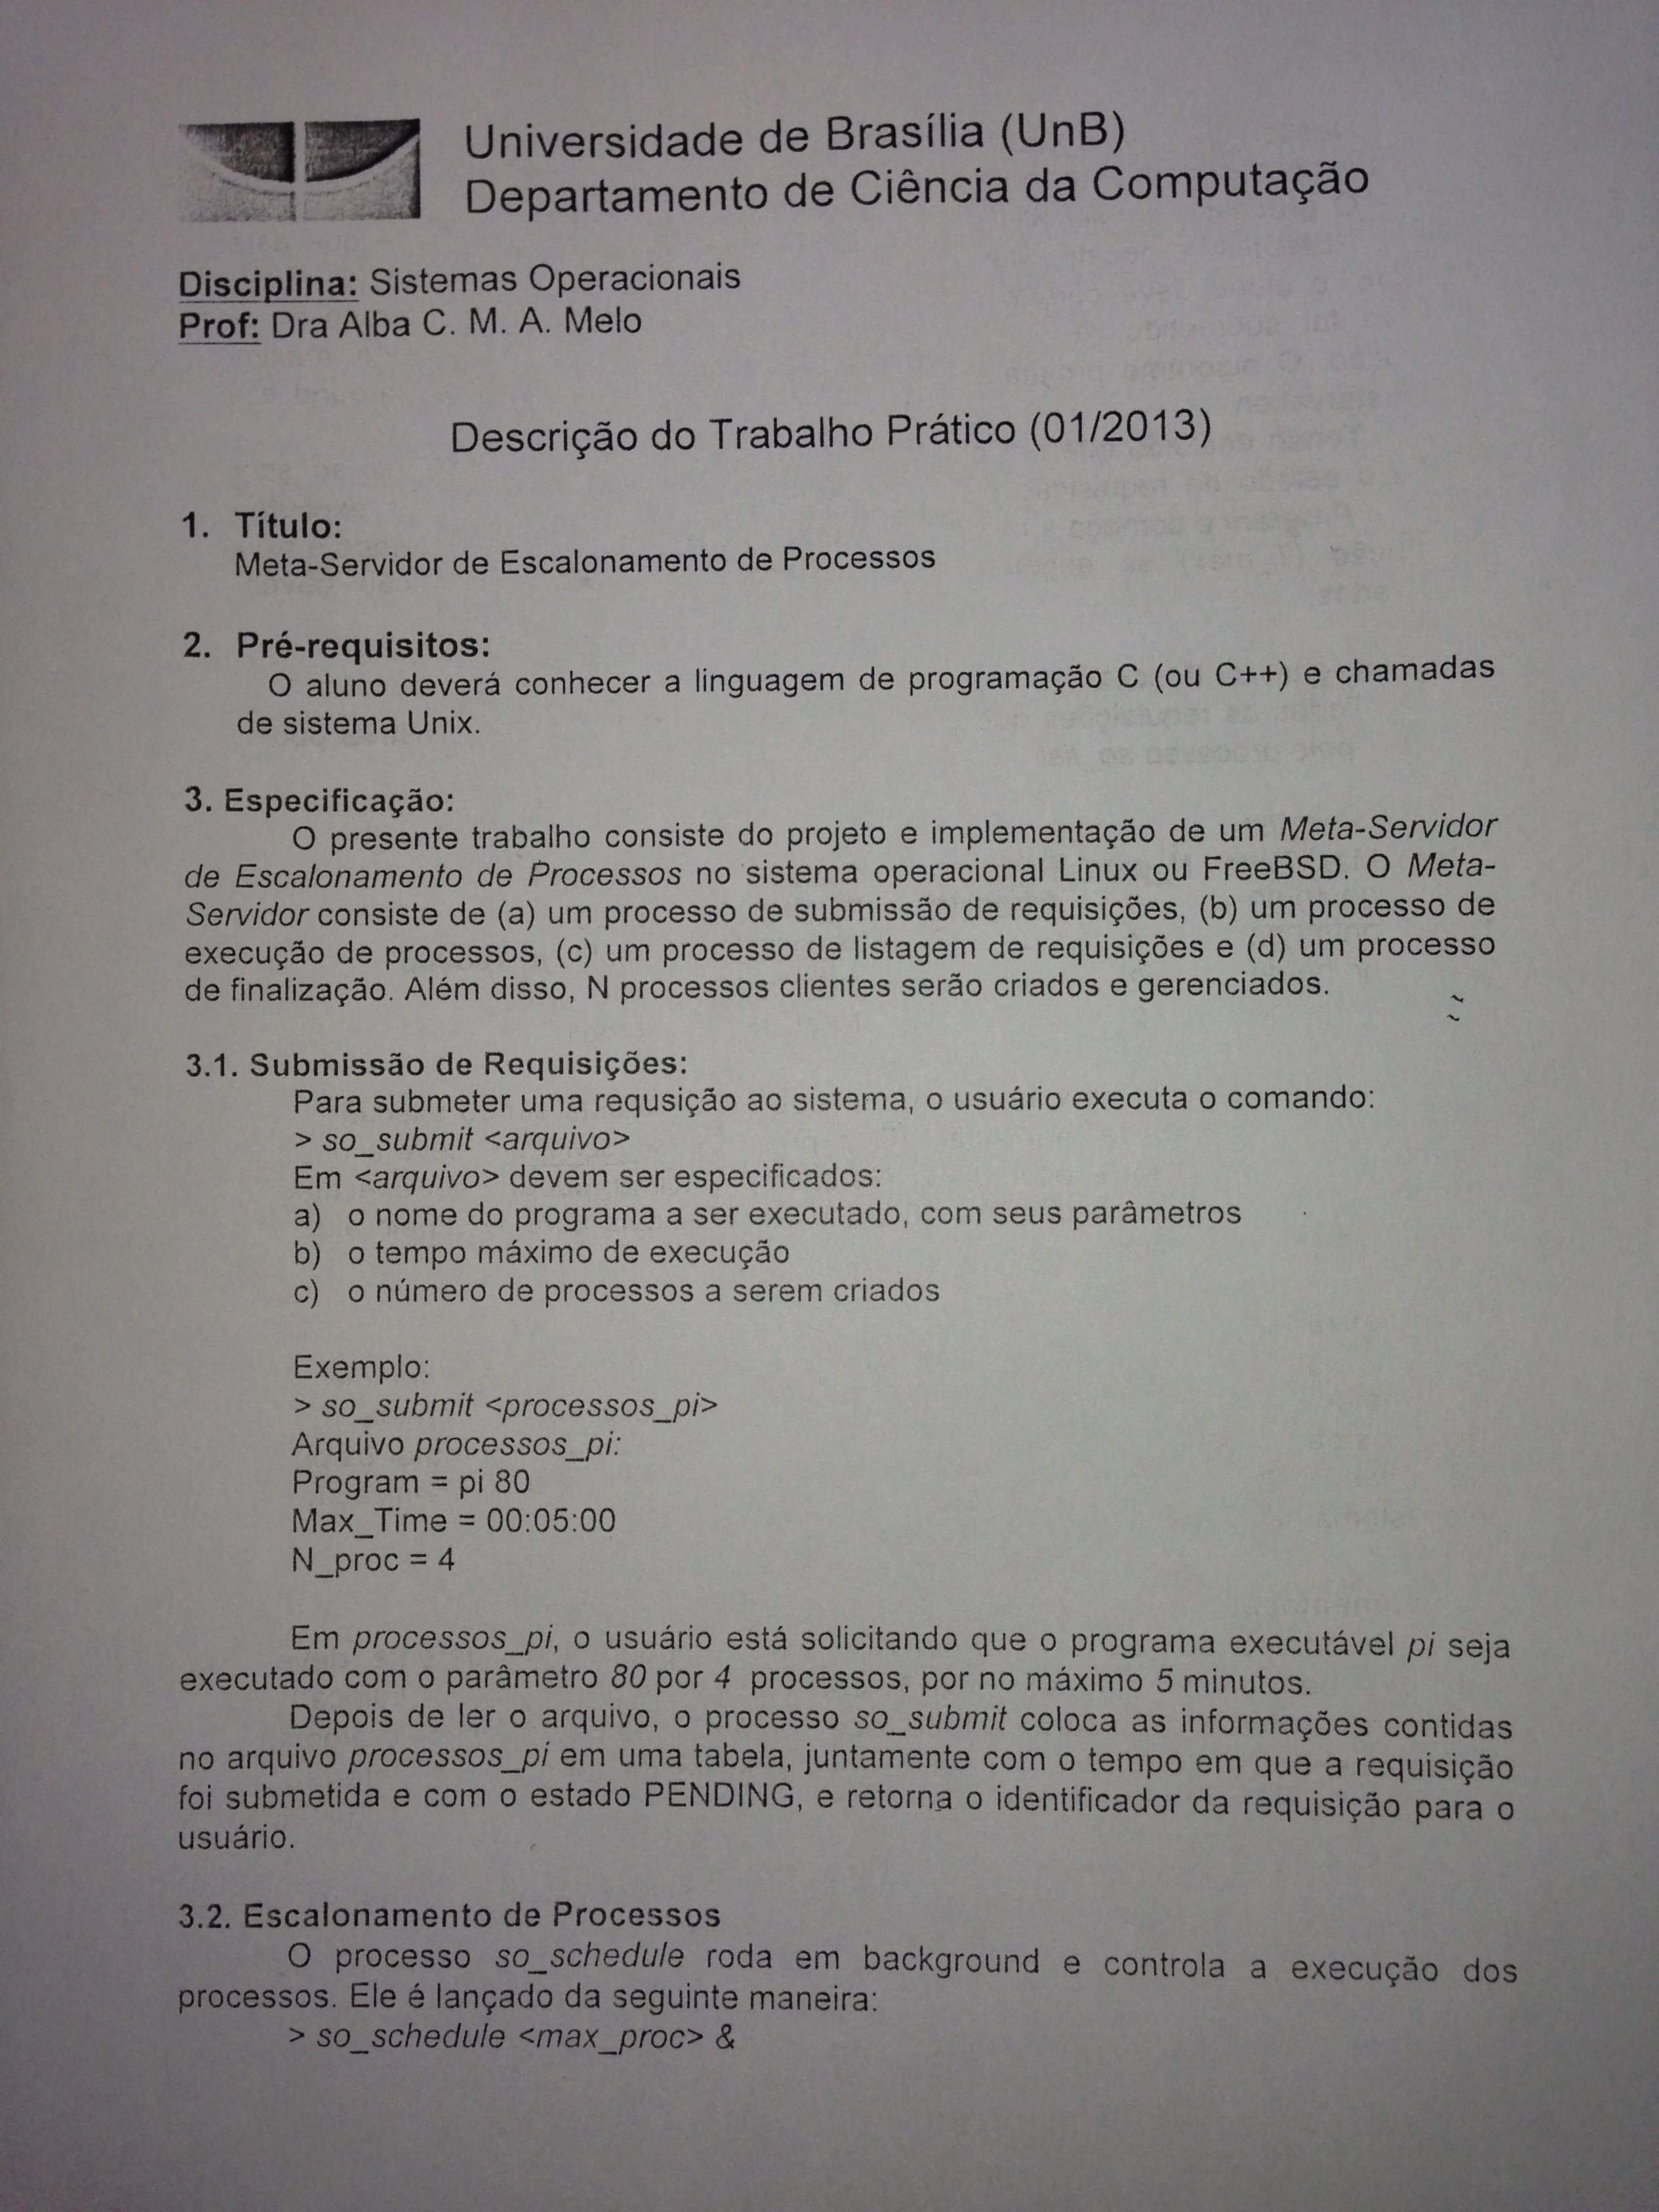 Universidade de Brasília (UnB)
Departamento de Ciência da Computação
Disciplina: Sistemas Operacionais
Prof: Dra Alba C. M. A. Melo
Descrição do Trabalho Prático (01/2013)
1. Título:
Meta-Servidor de Escalonamento de Processos
2. Pré-requisitos:
O aluno deverá conhecer a linguagem de programação C (ou C++) e chamadas
de sistema Unix.
3. Especificação:
O presente trabalho consiste do projeto e implementação de um Meta-Servidor
de Escalonamento de Processos no sistema operacional Linux ou FreeBSD. O Meta-
Servidor consiste de (a) um processo de submissão de requisições, (b) um processo de
execução de processos, (c) um processo de listagem de requisições e (d) um processo
de finalização. Além disso, N processos clientes serão criados e gerenciados.
3.1. Submissão de Requisições:
Para submeter uma requsição ao sistema, o usuário executa o comando:
> so_submit <arquivo>
Em <arquivo> devem ser especificados:
a) o nome do programa a ser executado, com seus parâmetros
b) o tempo máximo de execução
c) o número de processos a serem criados
Exemplo:
> so_submit <processos_pi>
Arquivo processos_pi:
Program = pi 80
Max_Time = 00:05:00
N_proc = 4
Em processos_pi, o usuário está solicitando que o programa executável pi seja
executado com o parâmetro 80 por 4 processos, por no máximo 5 minutos.
Depois de ler o arquivo, o processo so_submit coloca as informações contidas
no arquivo processos_pi em uma tabela, juntamente com o tempo em que a requisição
foi submetida e com o estado PENDING, e retorna o identificador da requisição para o
usuário.
3.2. Escalonamento de Processos
O processo so_schedule roda em background e controla a execução dos
processos. Ele é lançado da seguinte maneira:
> so_schedule <max_proc> &